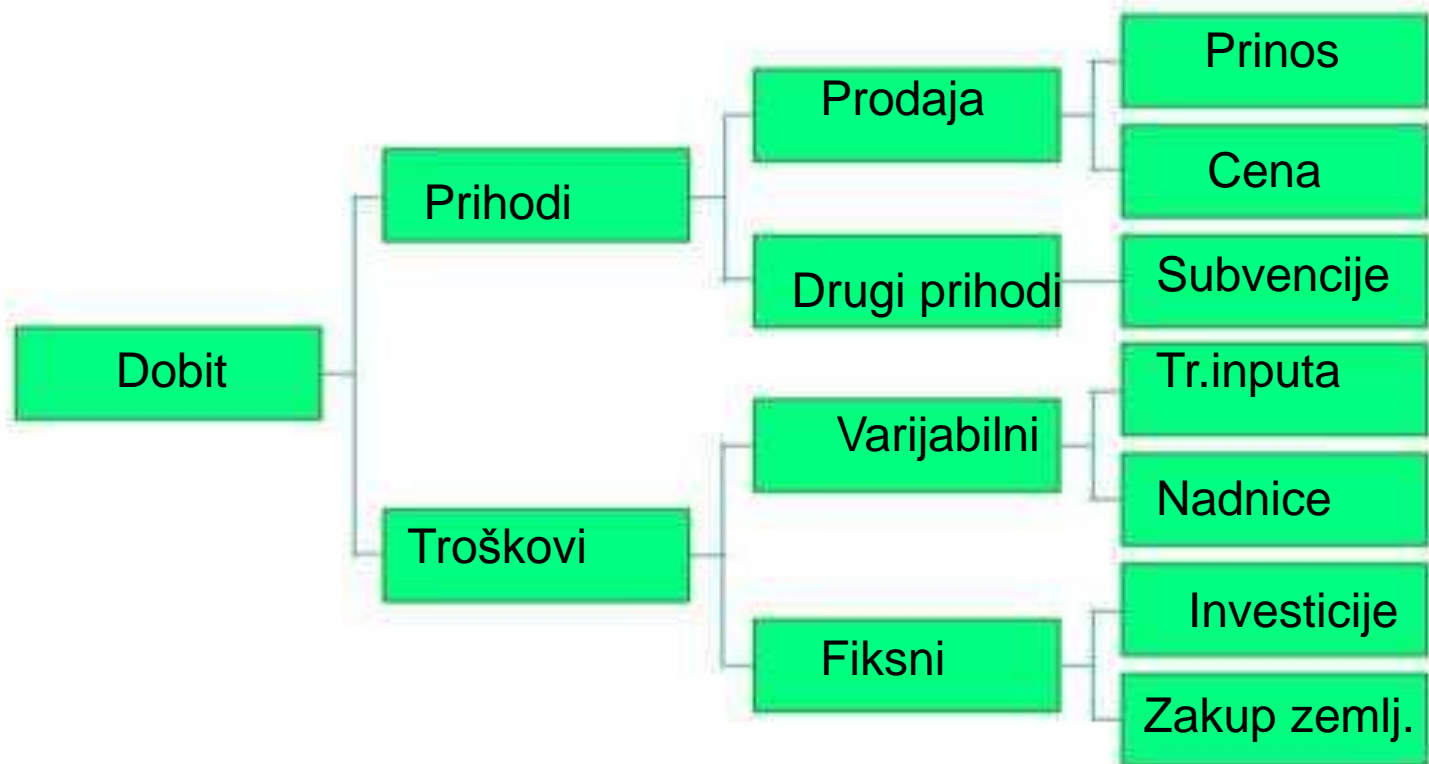 Prinos
Prodaja
Cena
Prihodi
Drugi prihodi
Subvencije
Dobit
Tr.inputa
Varijabilni
Nadnice
Troškovi
Investicije
Fiksni
Zakup zemlj.